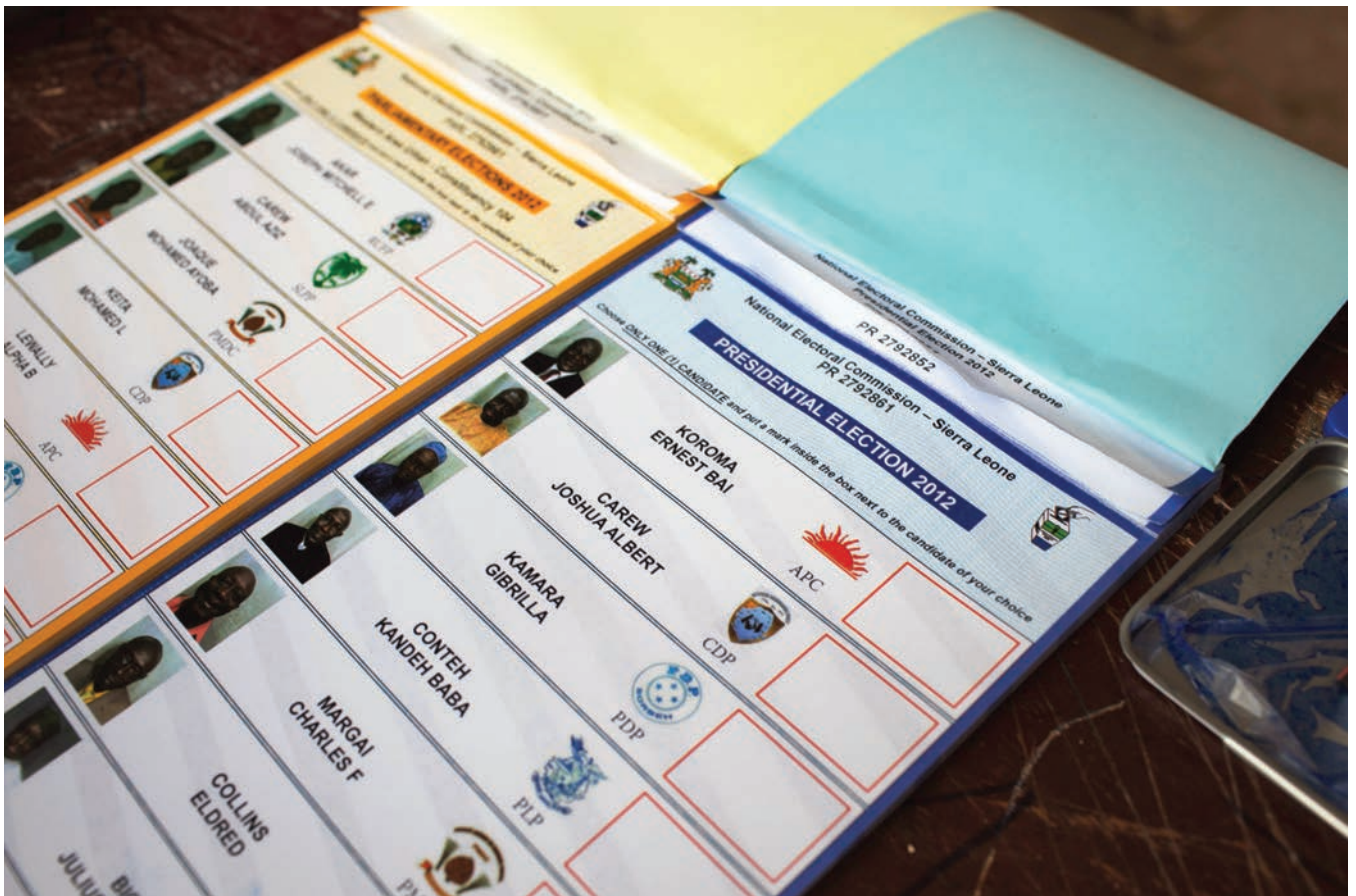 National Electoral Commission – Sierra Leone
PARLIAMENTARY ELECTIONS 2012
Western Area Urban - Constituency 104
JOSEPH MITCHELL E
SLPP
CAREW
ABDUL AZIZ
JOAQUE
MOHAMED AYOBA
PMDC
KEITA
MOHAMED L
CDP
LEWALLY
ALPHA B
APC
National Electoral Commission – Sierra Leone
Presidential Election 2012
PR 2792852
National Electoral Commission – Sierra Leone
PR 2792861
PRESIDENTIAL ELECTION 2012
Choose ONLY ONE (1) CANDIDATE and put a mark inside the box next to the candidate of your choice
KOROMA
ERNEST BAI
APC
CAREW
JOSHUA ALBERT
CDP
KAMARA
GIBRILLA
PDP
CONTEH
KANDEH BABA
PLP
MARGAI
CHARLES F
COLLINS
ELDRED